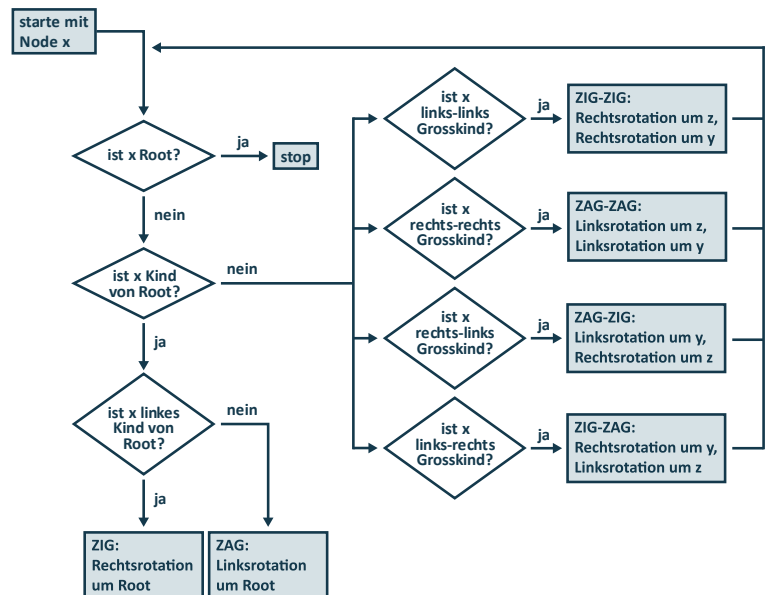 starte mit
Node x
ist x Root?
ja
stop
nein
ist x Kind
von Root?
nein
ja
ist x linkes
Kind von
Root?
nein
ja
ZIG:
Rechtsrotation
um Root
ZAG:
Linksrotation
um Root
ist x
links-links
Grosskind?
ja
ZIG-ZIG:
Rechtsrotation um z,
Rechtsrotation um y
ist x
rechts-rechts
Grosskind?
ja
ZAG-ZAG:
Linksrotation um z,
Linksrotation um y
ist x
rechts-links
Grosskind?
ja
ZAG-ZIG:
Linksrotation um y,
Rechtsrotation um z
ist x
links-rechts
Grosskind?
ja
ZIG-ZAG:
Rechtsrotation um y,
Linksrotation um z